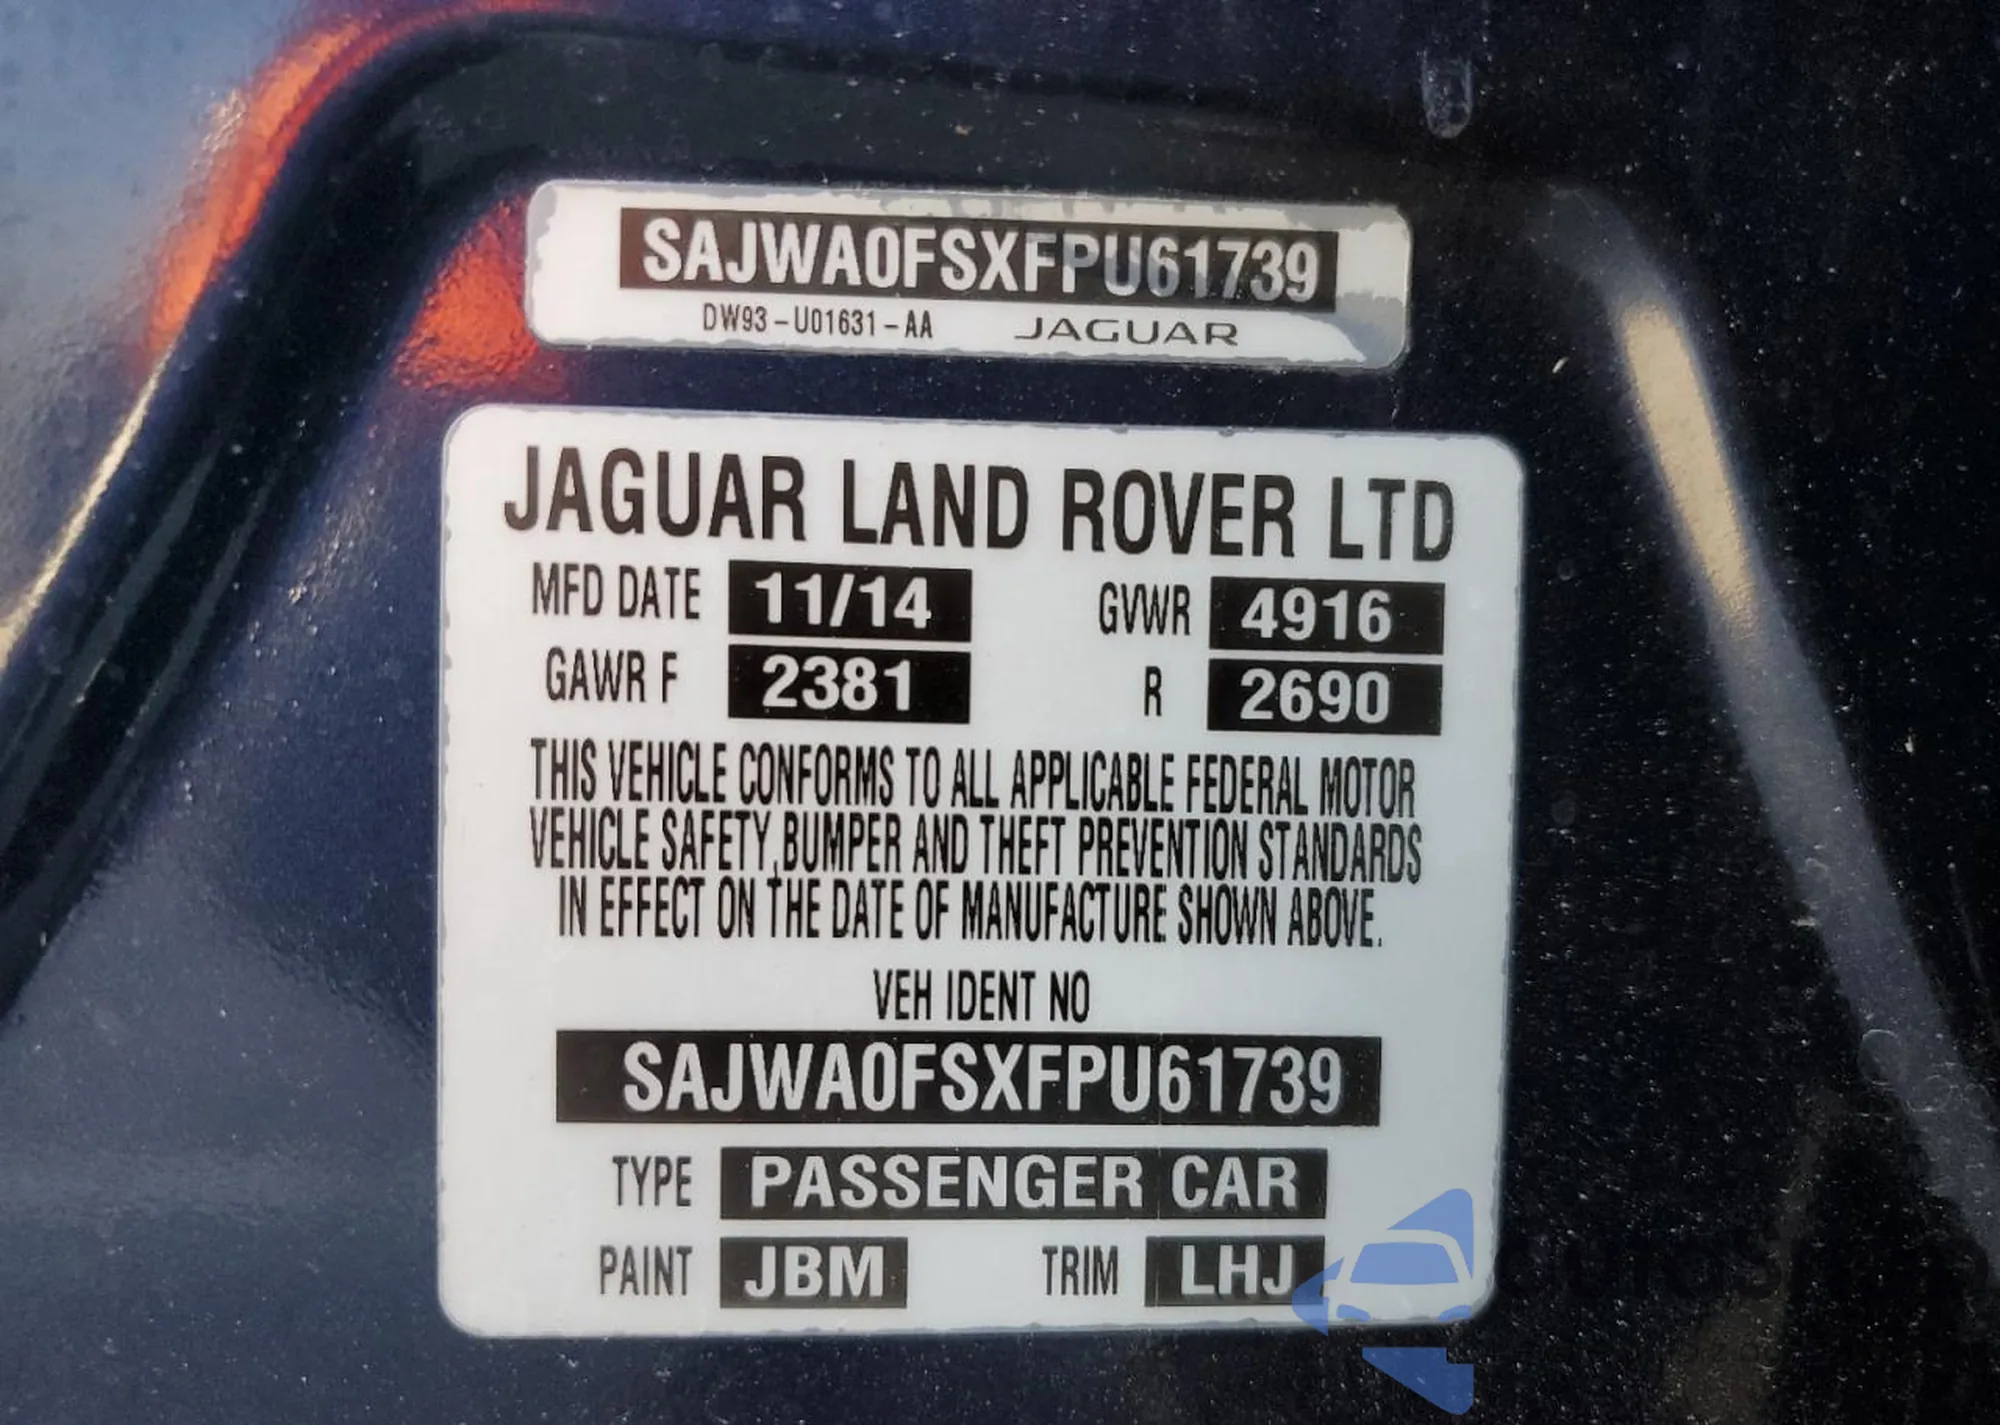 SAJWA0FSXFPU61739
DW93-U01631-AA JAGUAR
JAGUAR LAND ROVER LTD
MFD DATE 11/14 GVWR 4916
GAWR F 2381 R 2690
THIS VEHICLE CONFORMS TO ALL APPLICABLE FEDERAL MOTOR
VEHICLE SAFETY,BUMPER AND THEFT PREVENTION STANDARDS
IN EFFECT ON THE DATE OF MANUFACTURE SHOWN ABOVE.
VEH IDENT NO
SAJWA0FSXFPU61739
TYPE PASSENGER CAR
PAINT JBM TRIM LHJ